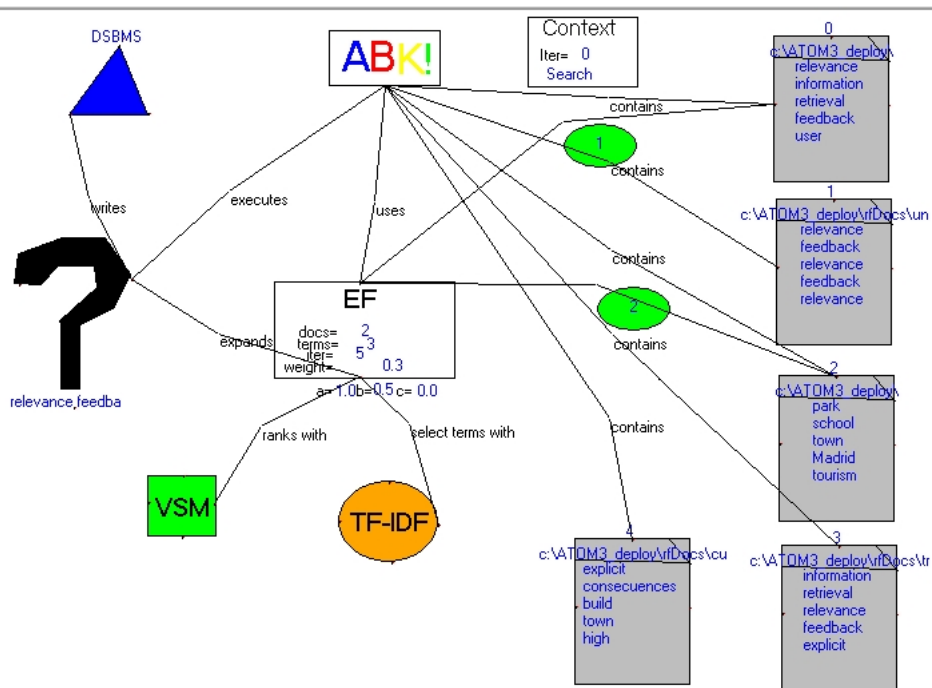 DSBMS
ABK!
Context
Iter= 0
Search
0
c:\ATOM3_deploy\
relevance
information
retrieval
feedback
user
contains
1
contains
writes
executes
uses
1
c:\ATOM3_deploy\rfDocs\un
relevance
feedback
relevance
feedback
relevance
contains
EF
docs= 2
terms= 3
iter= 5
weight= 0.3
a= 1.0 b= 0.5 c= 0.0
2
contains
expands
relevance,feedba
2
c:\ATOM3_deploy\
park
school
town
Madrid
tourism
ranks with
select terms with
contains
VSM
TF-IDF
4
c:\ATOM3_deploy\rfDocs\cu
explicit
consecuences
build
town
high
3
c:\ATOM3_deploy\rfDocs\tr
information
retrieval
relevance
feedback
explicit